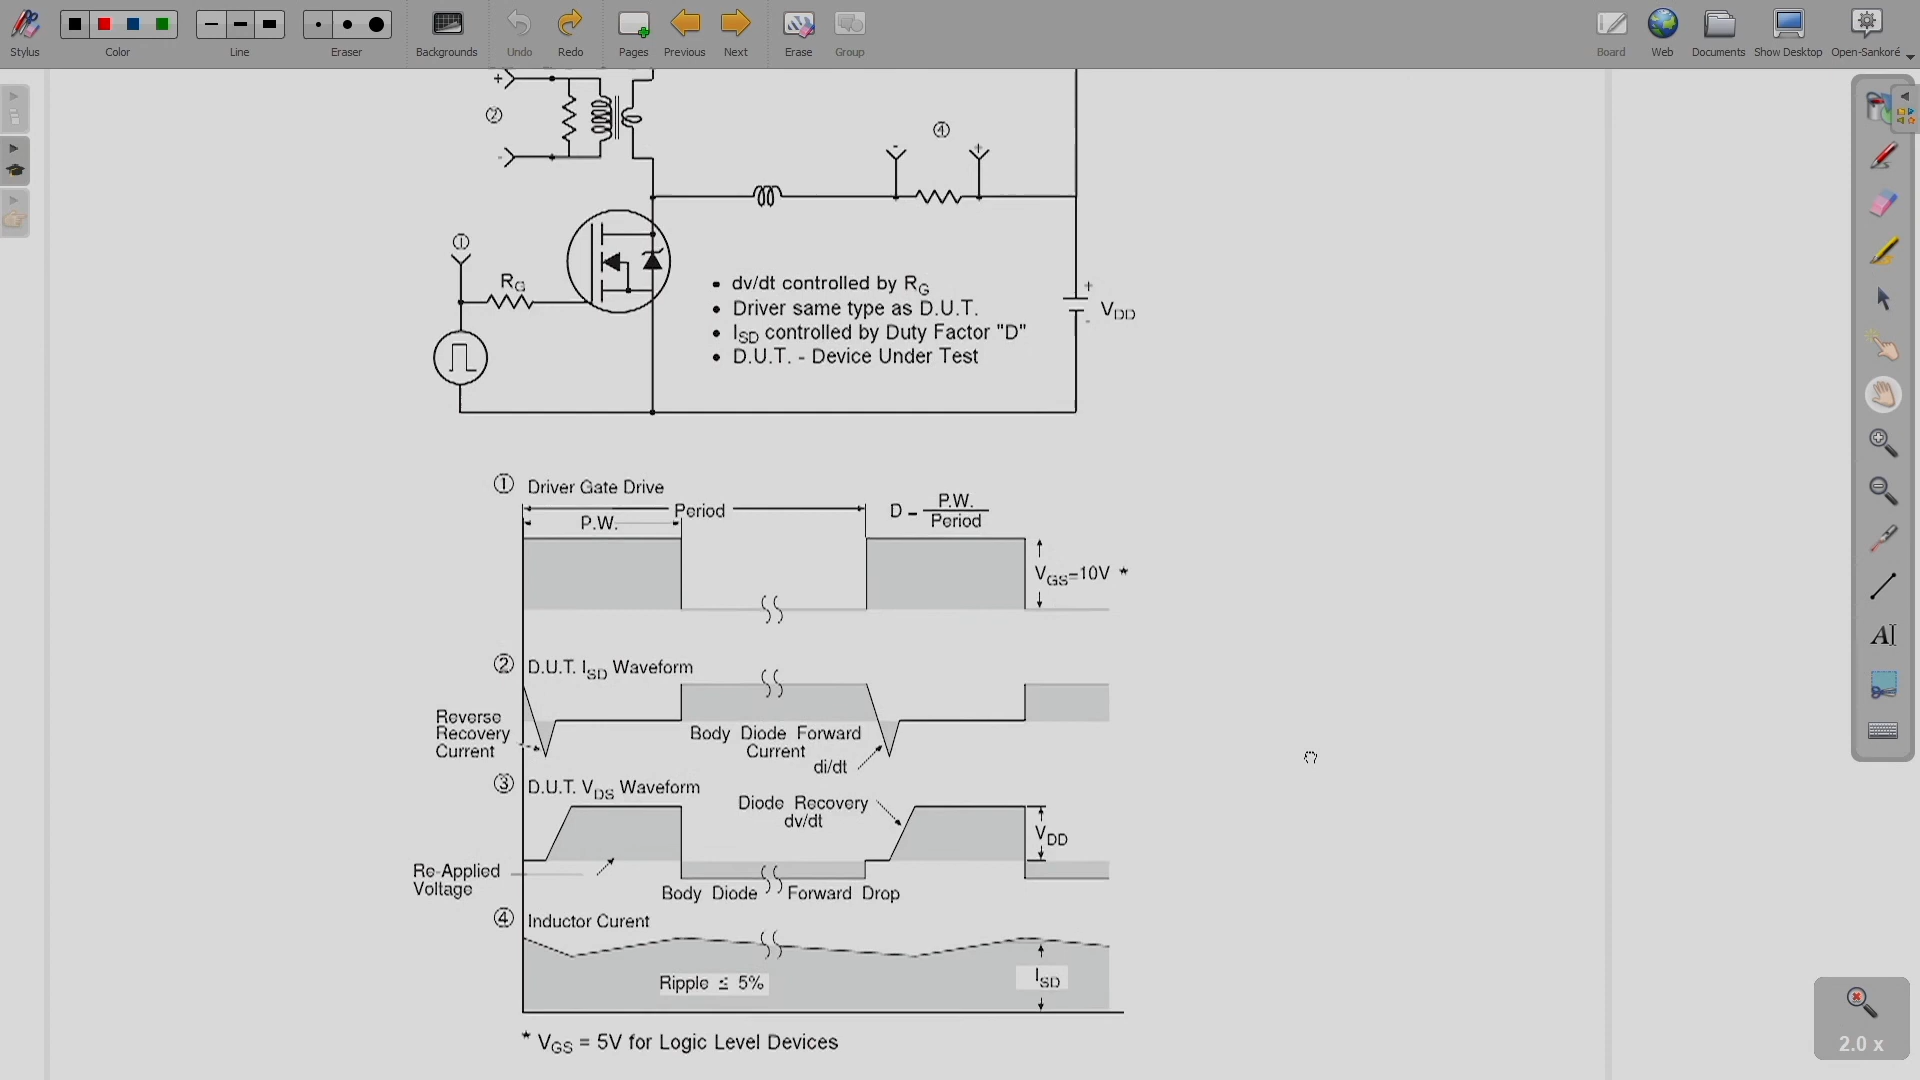 Stylus
Color
Line
Eraser
Backgrounds
Undo
Redo
Pages
Previous
Next
Erase
Group
Board
Web
Documents
Show Desktop
Open-Sankoré
+
②
-
④
-
+
①
RG
• dv/dt controlled by RG
• Driver same type as D.U.T.
• ISD controlled by Duty Factor "D"
• D.U.T. - Device Under Test
+
VDD
-
① Driver Gate Drive
Period
P.W.
D = P.W.
Period
VGS=10V *
② D.U.T. ISD Waveform
Reverse
Recovery
Current
Body Diode Forward
Current
di/dt
③ D.U.T. VDS Waveform
Diode Recovery
dv/dt
VDD
Re-Applied
Voltage
Body Diode Forward Drop
④ Inductor Curent
Ripple ≤ 5%
ISD
* VGS = 5V for Logic Level Devices
AI
2.0 x